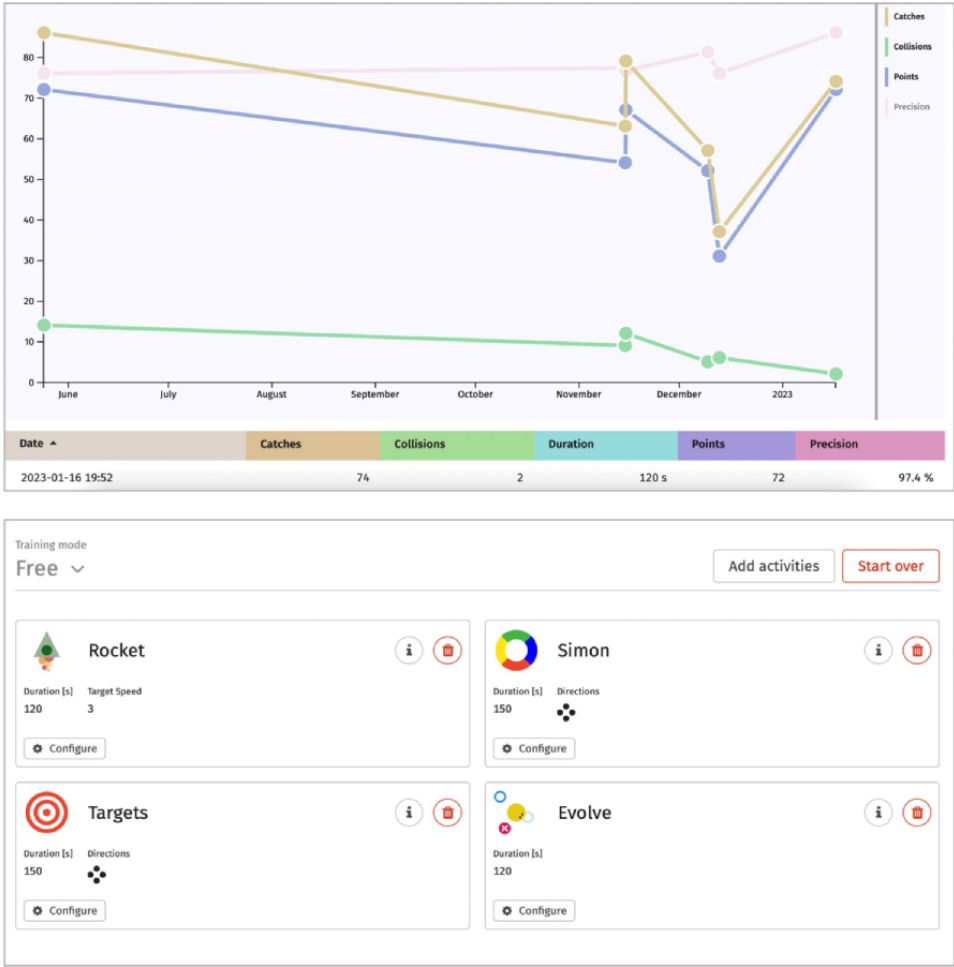 Catches
Collisions
Points
Precision
80
70
60
50
40
30
20
10
0
June July August September October November December 2023
Date Catches Collisions Duration Points Precision
2023-01-16 19:52 74 2 120 s 72 97.4 %
Training mode
Free
Add activities Start over
Rocket
Duration [s] Target Speed
120 3
Configure
Simon
Duration [s] Directions
150
Configure
Targets
Duration [s] Directions
150
Configure
Evolve
Duration [s]
120
Configure